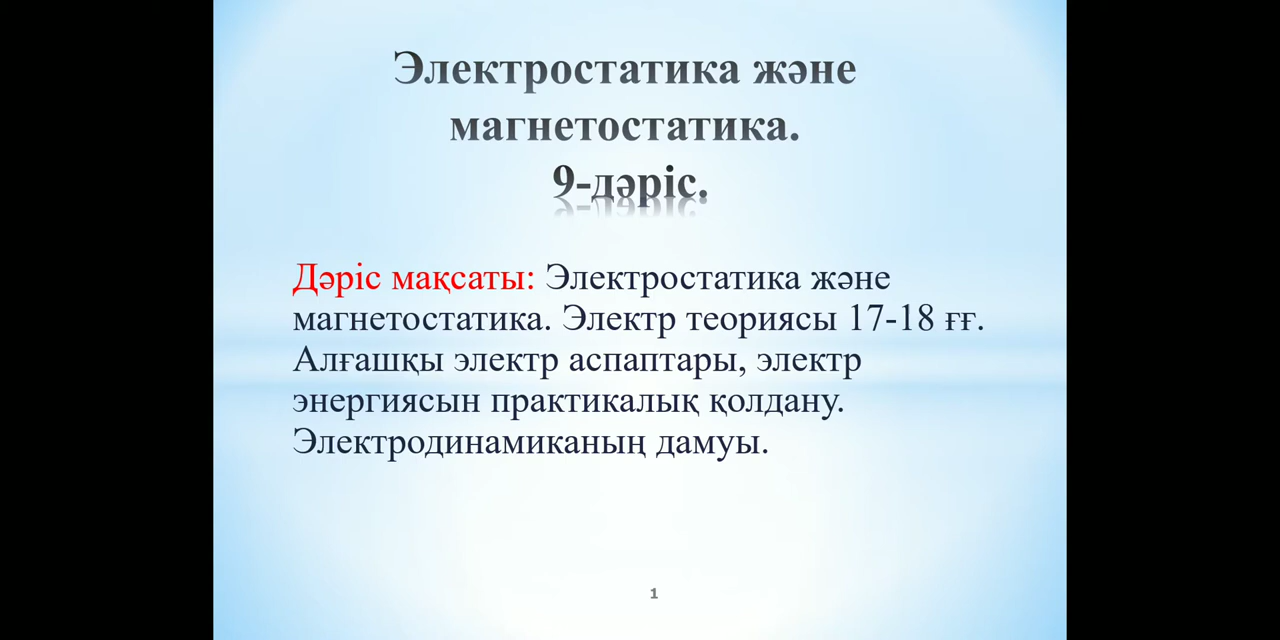 Электростатика және
магнетостатика.
9-дәріс.
Дәріс мақсаты: Электростатика және
магнетостатика. Электр теориясы 17-18 ғғ.
Алғашқы электр аспаптары, электр
энергиясын практикалық қолдану.
Электродинамиканың дамуы.
1